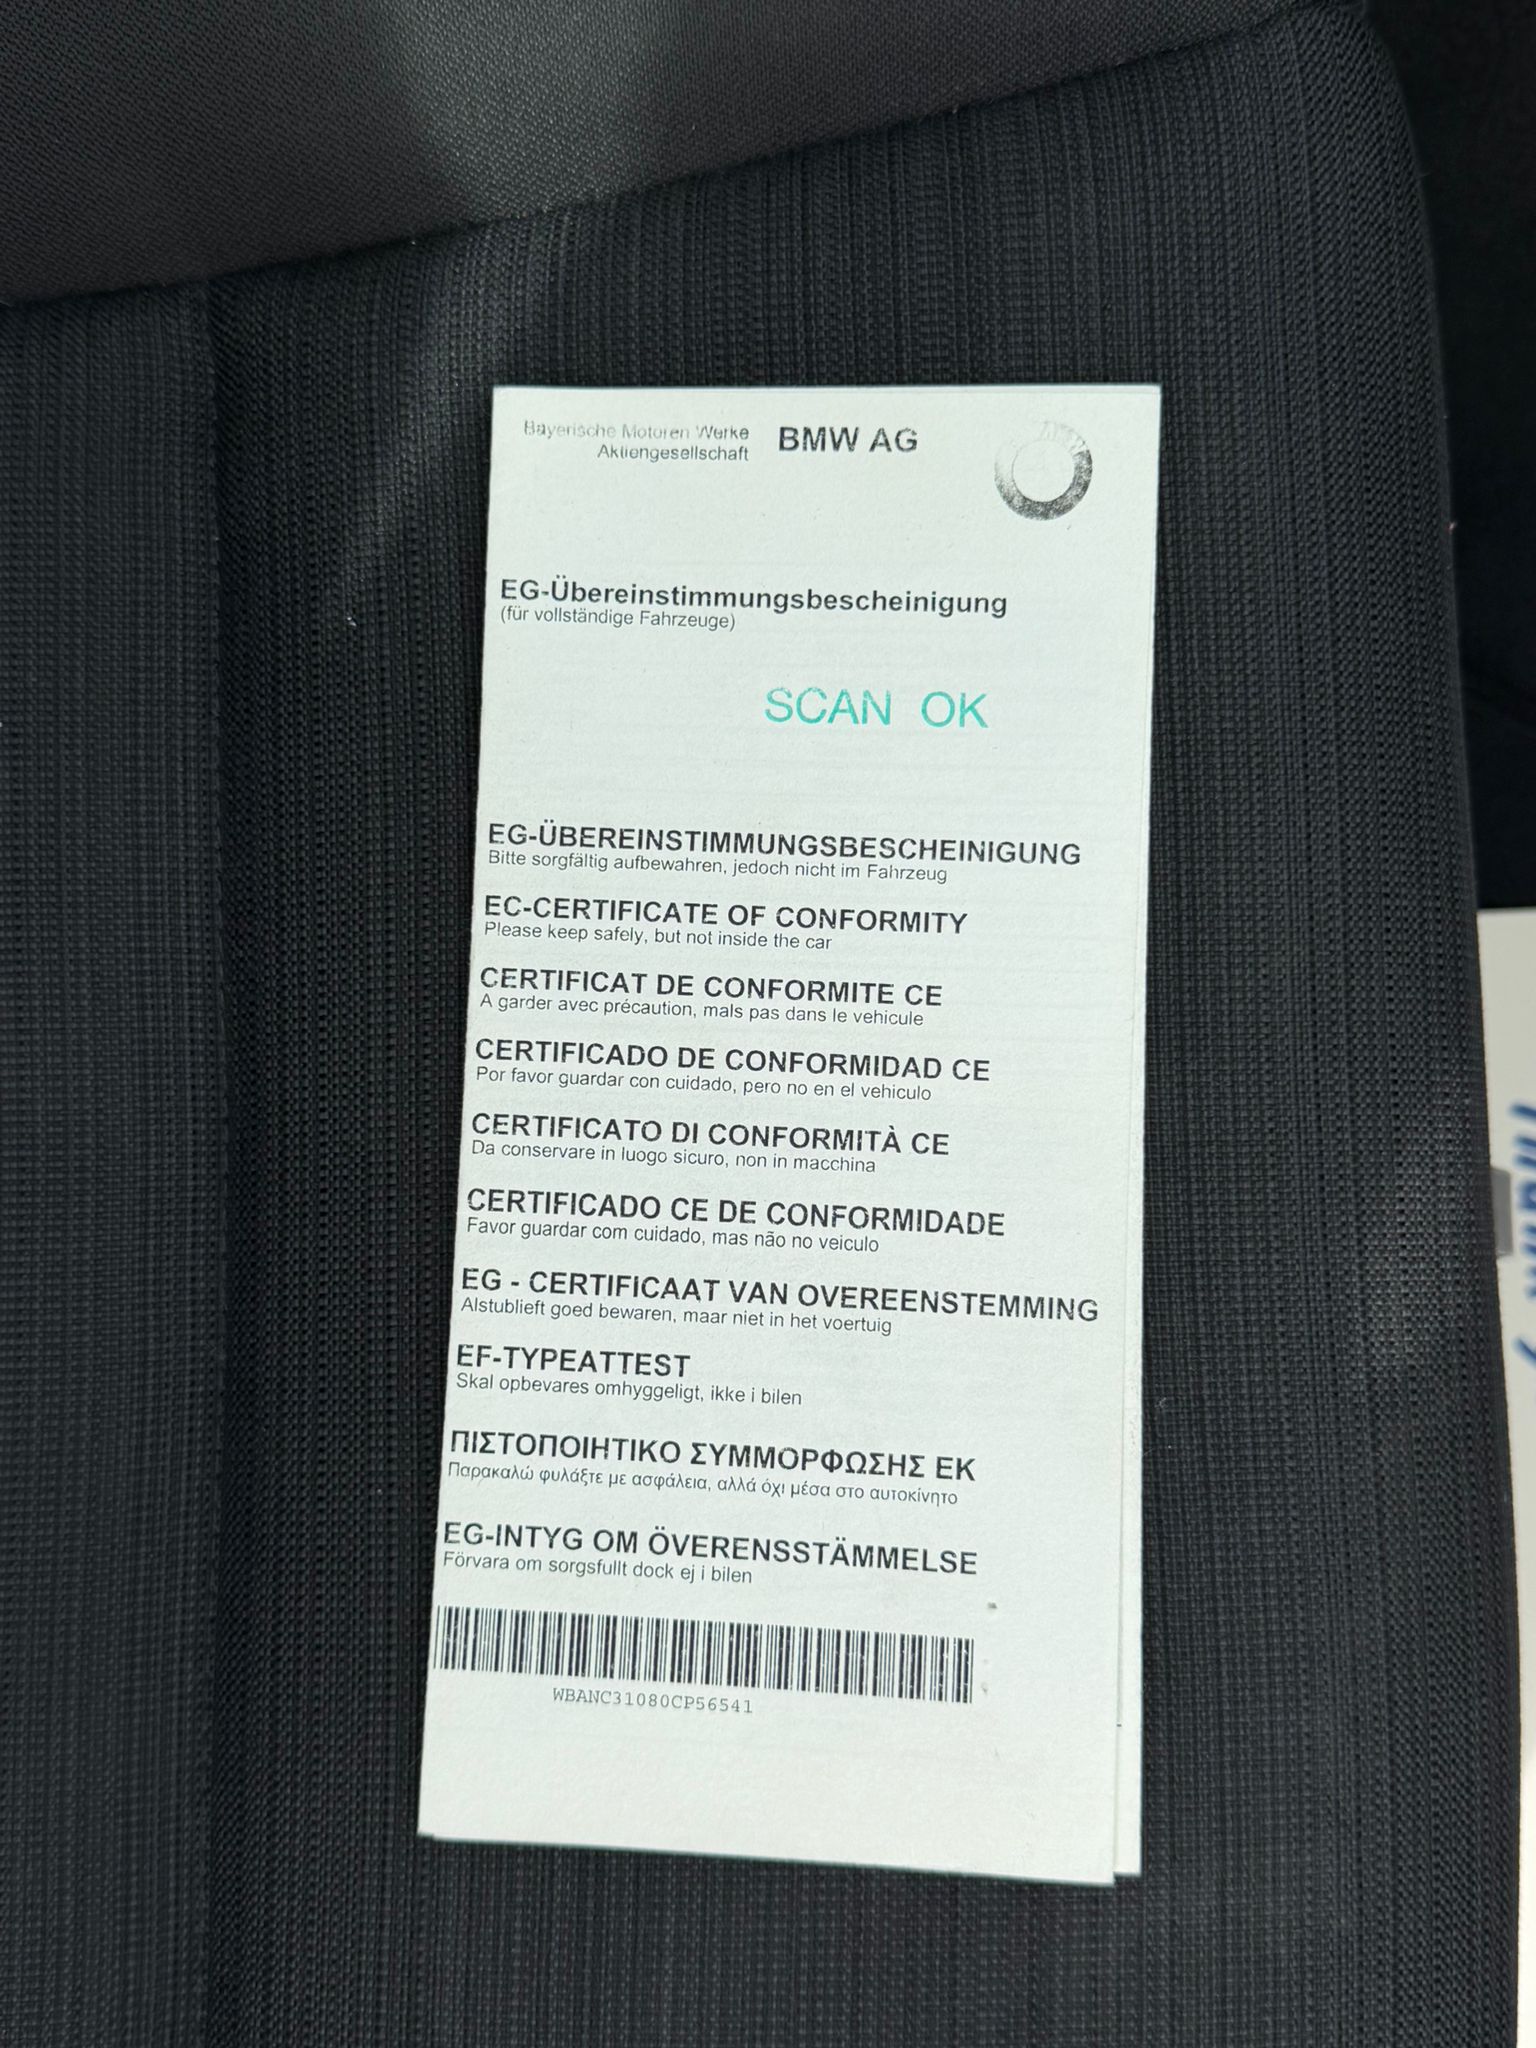 Bayerische Motoren Werke
Aktiengesellschaft
BMW AG
EG-Übereinstimmungsbescheinigung
(für vollständige Fahrzeuge)
SCAN OK
EG-ÜBEREINSTIMMUNGSBESCHEINIGUNG
Bitte sorgfältig aufbewahren, jedoch nicht im Fahrzeug
EC-CERTIFICATE OF CONFORMITY
Please keep safely, but not inside the car
CERTIFICAT DE CONFORMITE CE
A garder avec précaution, mals pas dans le vehicule
CERTIFICADO DE CONFORMIDAD CE
Por favor guardar con cuidado, pero no en el vehiculo
CERTIFICATO DI CONFORMITÀ CE
Da conservare in luogo sicuro, non in macchina
CERTIFICADO CE DE CONFORMIDADE
Favor guardar com cuidado, mas não no veiculo
EG - CERTIFICAAT VAN OVEREENSTEMMING
Alstublieft goed bewaren, maar niet in het voertuig
EF-TYPEATTEST
Skal opbevares omhyggeligt, ikke i bilen
ΠΙΣΤΟΠΟΙΗΤΙΚΟ ΣΥΜΜΟΡΦΩΣΗΣ ΕΚ
Παρακαλώ φυλάξτε με ασφάλεια, αλλά όχι μέσα στο αυτοκίνητο
EG-INTYG OM ÖVERENSSTÄMMELSE
Förvara om sorgsfullt dock ej i bilen
WBANC31080CP56541